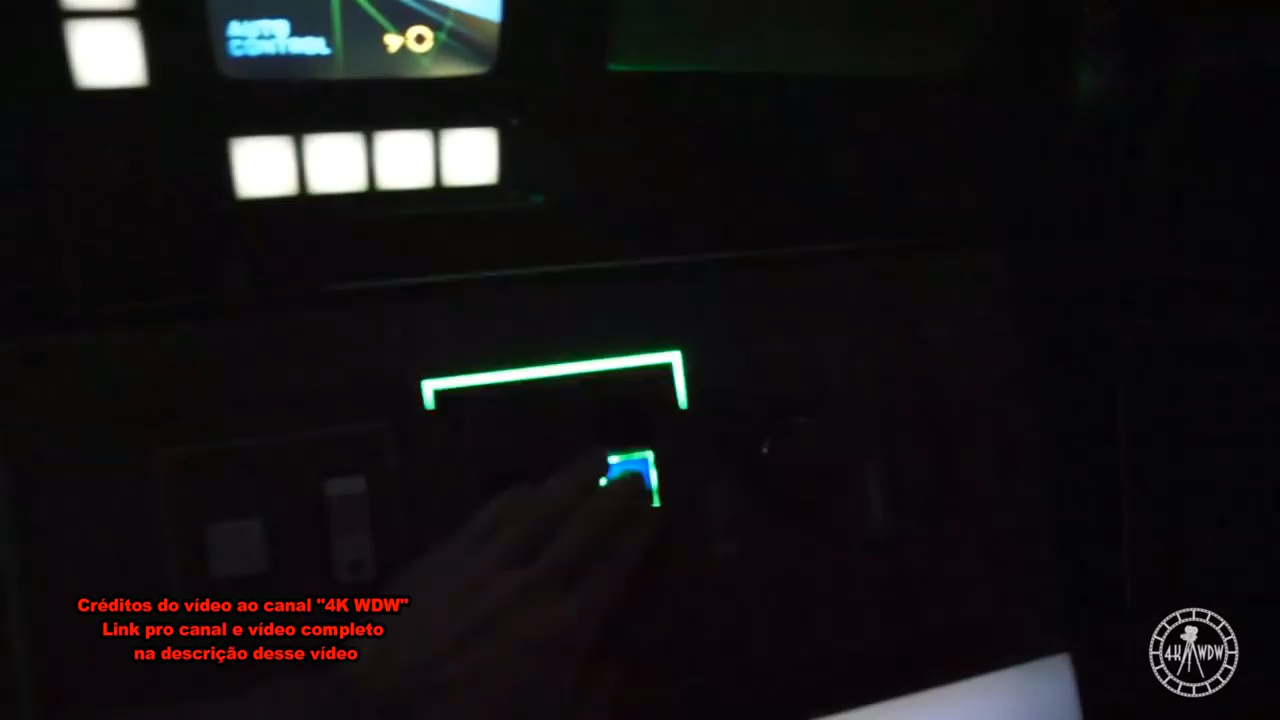 AUTO
CONTROL
90
Créditos do vídeo ao canal "4K WDW"
Link pro canal e vídeo completo
na descrição desse vídeo
4K WDW